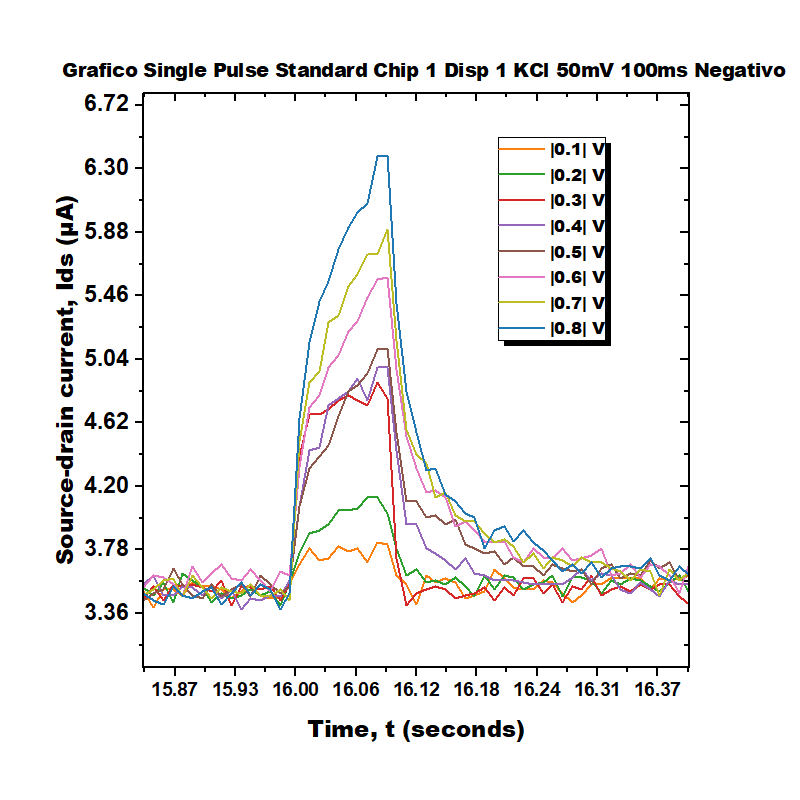 Grafico Single Pulse Standard Chip 1 Disp 1 KCl 50mV 100ms Negativo
6.72
6.30
5.88
5.46
5.04
4.62
4.20
3.78
3.36
Source-drain current, Ids (µA)
|0.1| V
|0.2| V
|0.3| V
|0.4| V
|0.5| V
|0.6| V
|0.7| V
|0.8| V
15.87 15.93 16.00 16.06 16.12 16.18 16.24 16.31 16.37
Time, t (seconds)